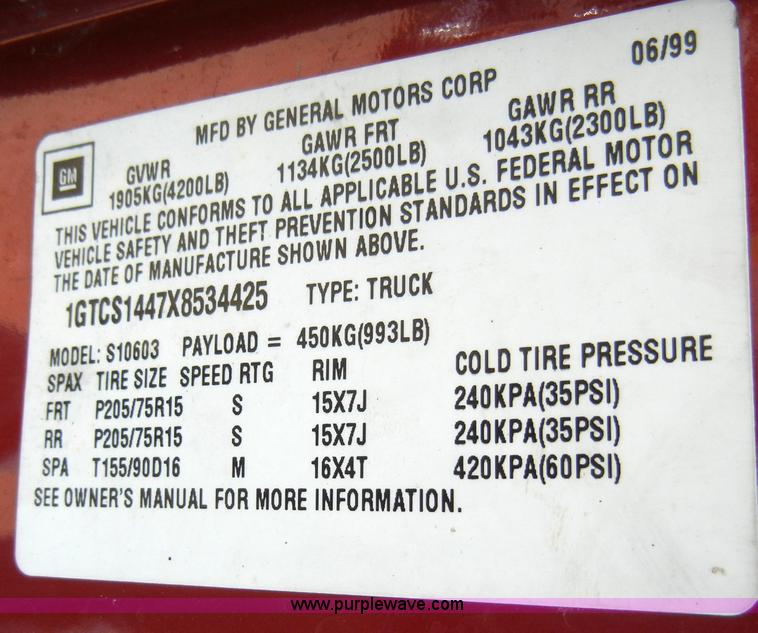 06/99
MFD BY GENERAL MOTORS CORP
GM
GVWR GAWR FRT GAWR RR
1905KG(4200LB) 1134KG(2500LB) 1043KG(2300LB)
THIS VEHICLE CONFORMS TO ALL APPLICABLE U.S. FEDERAL MOTOR
VEHICLE SAFETY AND THEFT PREVENTION STANDARDS IN EFFECT ON
THE DATE OF MANUFACTURE SHOWN ABOVE.
1GTCS1447X8534425 TYPE: TRUCK
MODEL: S10603 PAYLOAD = 450KG(993LB)
SPAX TIRE SIZE SPEED RTG RIM COLD TIRE PRESSURE
FRT P205/75R15 S 15X7J 240KPA(35PSI)
RR P205/75R15 S 15X7J 240KPA(35PSI)
SPA T155/90D16 M 16X4T 420KPA(60PSI)
SEE OWNER'S MANUAL FOR MORE INFORMATION.
www.purplewave.com